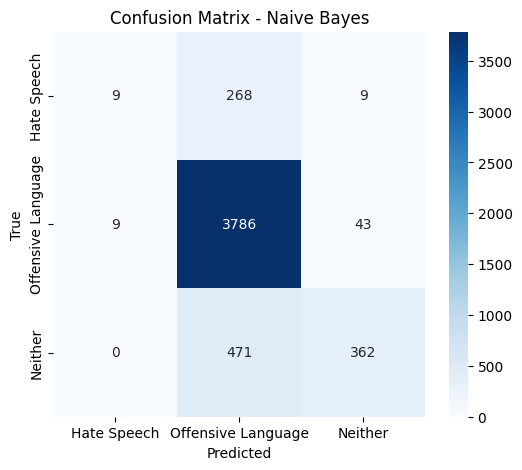 Confusion Matrix - Naive Bayes
True
Hate Speech
Offensive Language
Neither
9 268 9
9 3786 43
0 471 362
Hate Speech Offensive Language Neither
Predicted
3500
3000
2500
2000
1500
1000
500
0